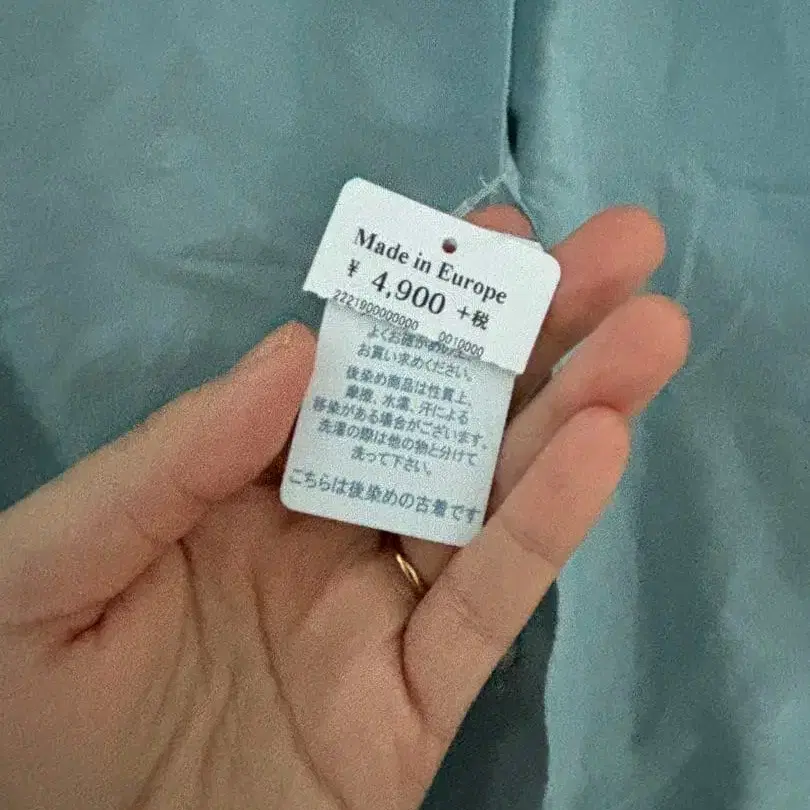 Made in Europe
¥ 4,900 +税
2221900000000 0010000
よくお確かめの上
お買い求めください。
後染め商品は性質上、
摩擦、水濡、汗による
移染がある場合がございます。
洗濯の際は他の物と分けて
洗って下さい。
こちらは後染めの古着です